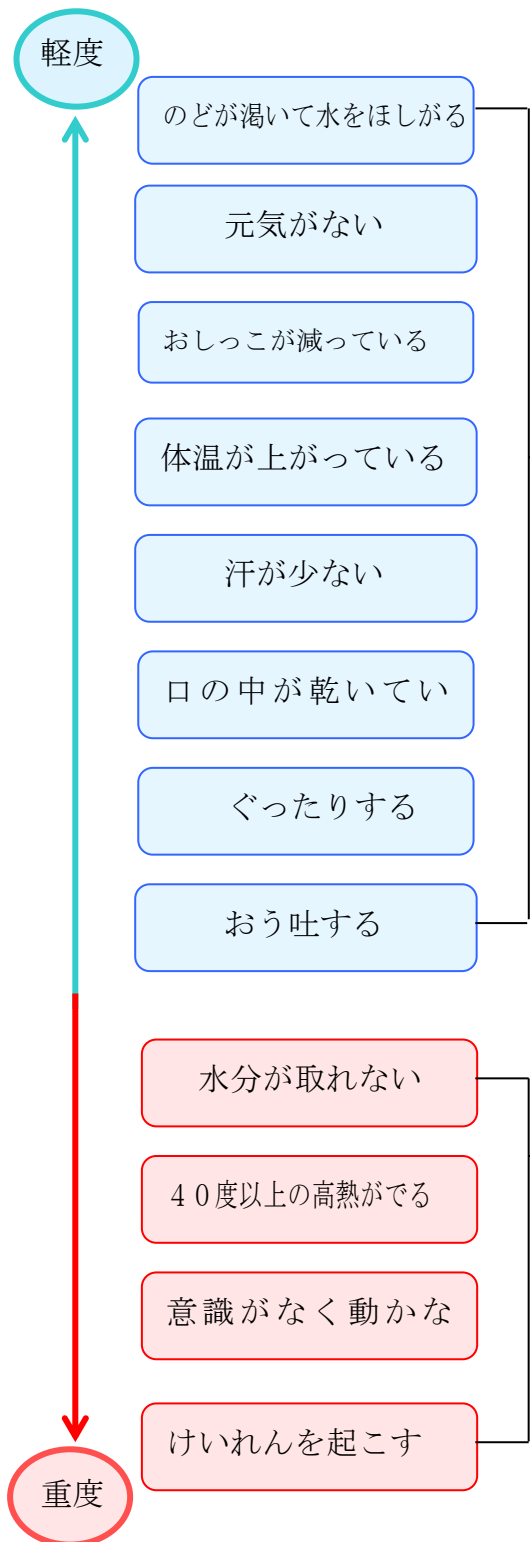 軽度
のどが渇いて水をほしがる
元気がない
おしっこが減っている
体温が上がっている
汗が少ない
口の中が乾いてい
ぐったりする
おう吐する
水分が取れない
４０度以上の高熱がでる
意識がなく動かな
けいれんを起こす
重度